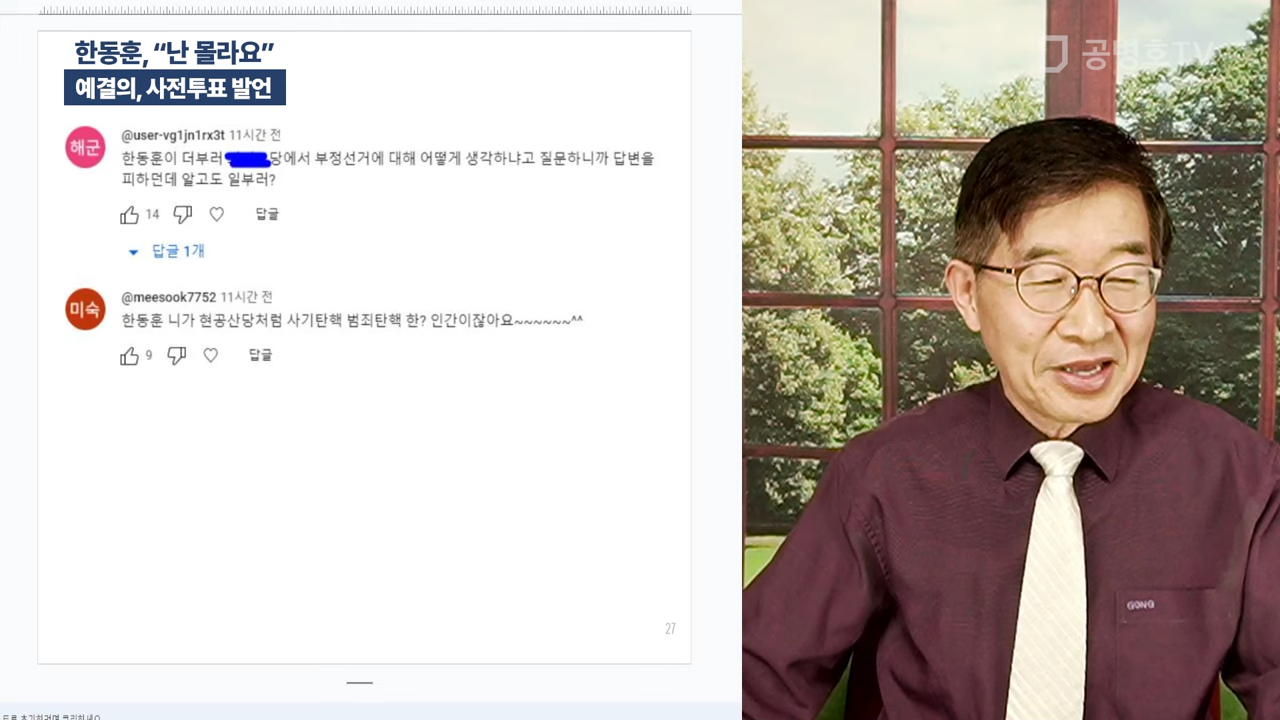 한동훈, “난 몰라요”
예결의, 사전투표 발언
해군
@user-vg1jn1rx3t 11시간 전
한동훈이 더부러 당에서 부정선거에 대해 어떻게 생각하냐고 질문하니까 답변을
피하던데 알고도 일부러?
14 답글
답글 1개
미숙
@meesook7752 11시간 전
한동훈 니가 현공산당처럼 사기탄핵 범죄탄핵 한? 인간이잖아요~~~~~~^^
9 답글
27
공병호TV
GONG